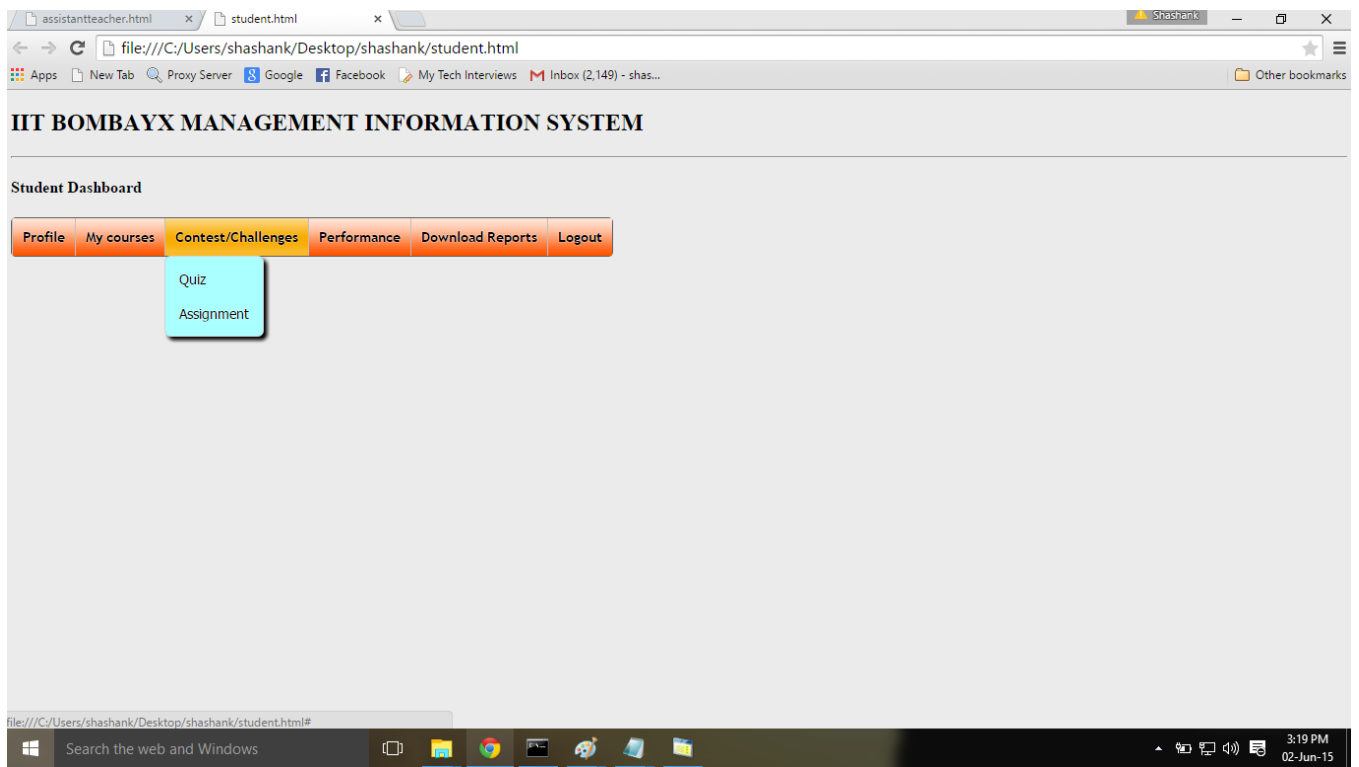 assistantteacher.html
student.html
Shashank
file:///C:/Users/shashank/Desktop/shashank/student.html
Apps New Tab Proxy Server Google Facebook My Tech Interviews Inbox (2,149) - shas... Other bookmarks
IIT BOMBAYX MANAGEMENT INFORMATION SYSTEM
Student Dashboard
Profile My courses Contest/Challenges Performance Download Reports Logout
Quiz
Assignment
file:///C:/Users/shashank/Desktop/shashank/student.html#
Search the web and Windows
3:19 PM
02-Jun-15